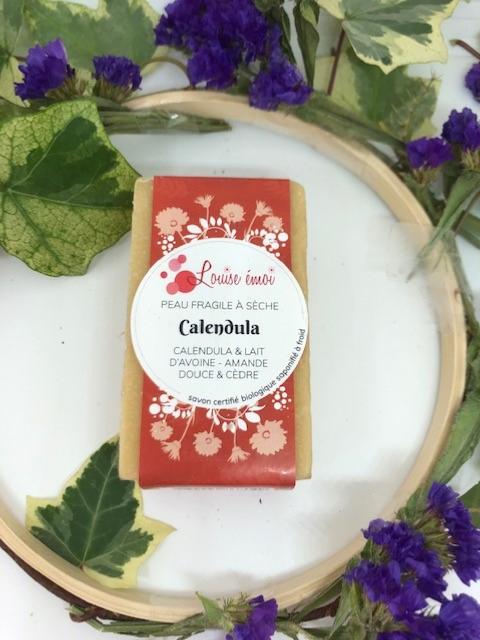 Louise émoi
PEAU FRAGILE À SÈCHE
Calendula
CALENDULA & LAIT
D'AVOINE - AMANDE
DOUCE & CÈDRE
savon certifié biologique saponifié à froid